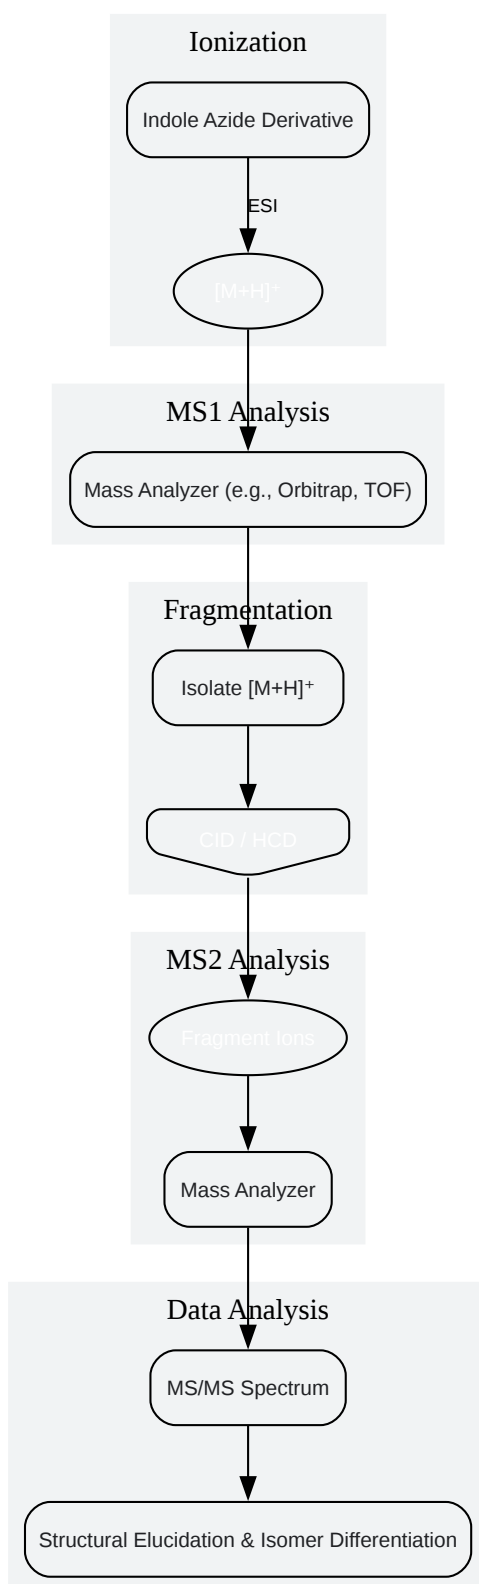 Ionization
Indole Azide Derivative
ESI
[M+H]⁺
MS1 Analysis
Mass Analyzer (e.g., Orbitrap, TOF)
Fragmentation
Isolate [M+H]⁺
CID / HCD
MS2 Analysis
Fragment Ions
Mass Analyzer
Data Analysis
MS/MS Spectrum
Structural Elucidation & Isomer Differentiation